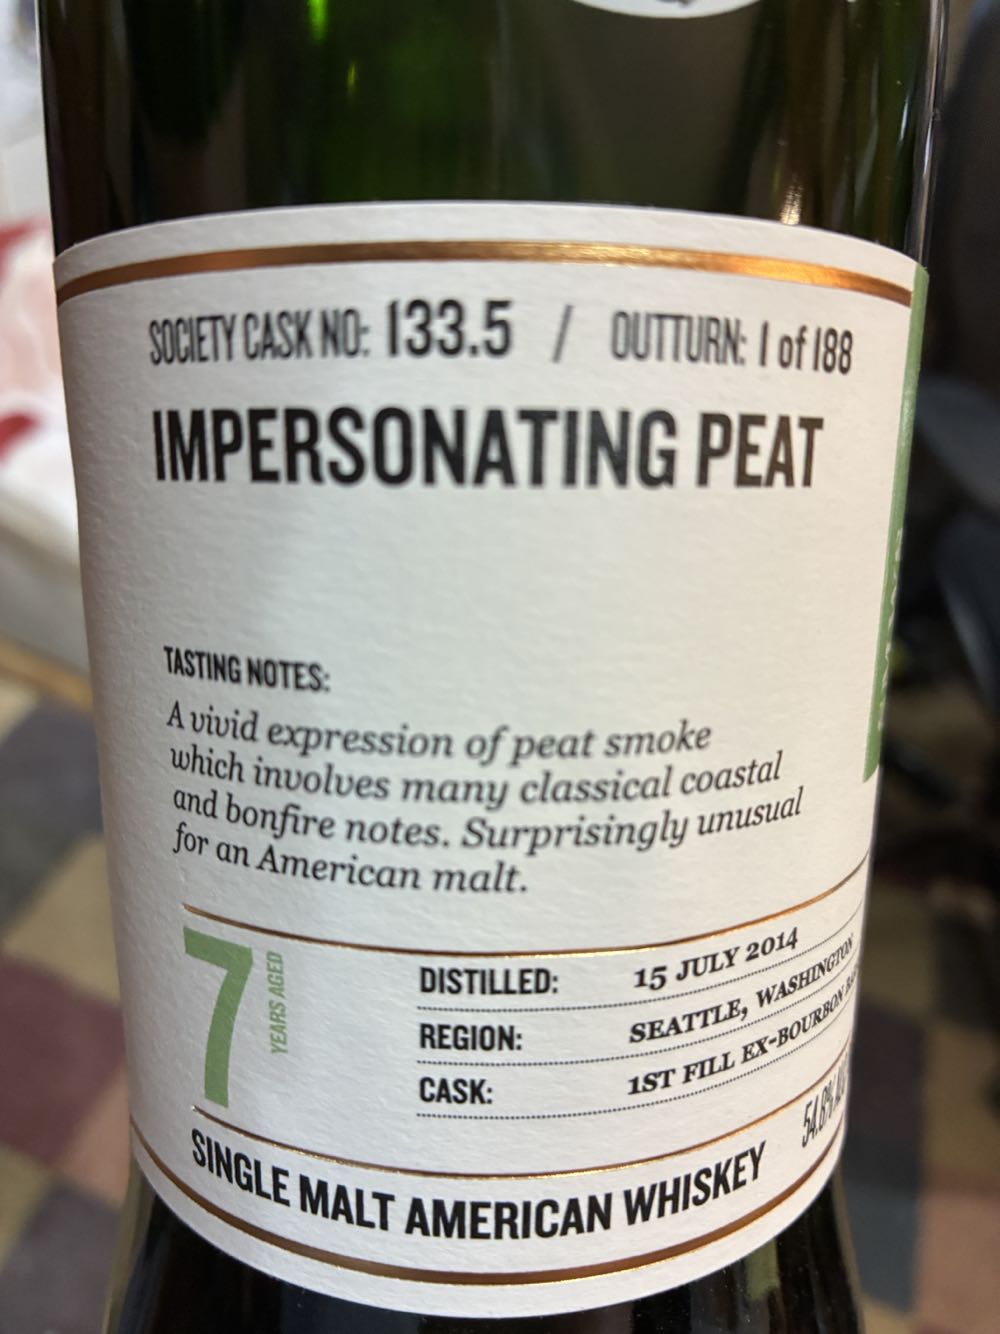 SOCIETY CASK NO: 133.5 / OUTTURN: 1 of 188
IMPERSONATING PEAT
TASTING NOTES:
A vivid expression of peat smoke
which involves many classical coastal
and bonfire notes. Surprisingly unusual
for an American malt.
7 YEARS AGED
DISTILLED: 15 JULY 2014
REGION: SEATTLE, WASHINGTON
CASK: 1ST FILL EX-BOURBON
54.8%
SINGLE MALT AMERICAN WHISKEY